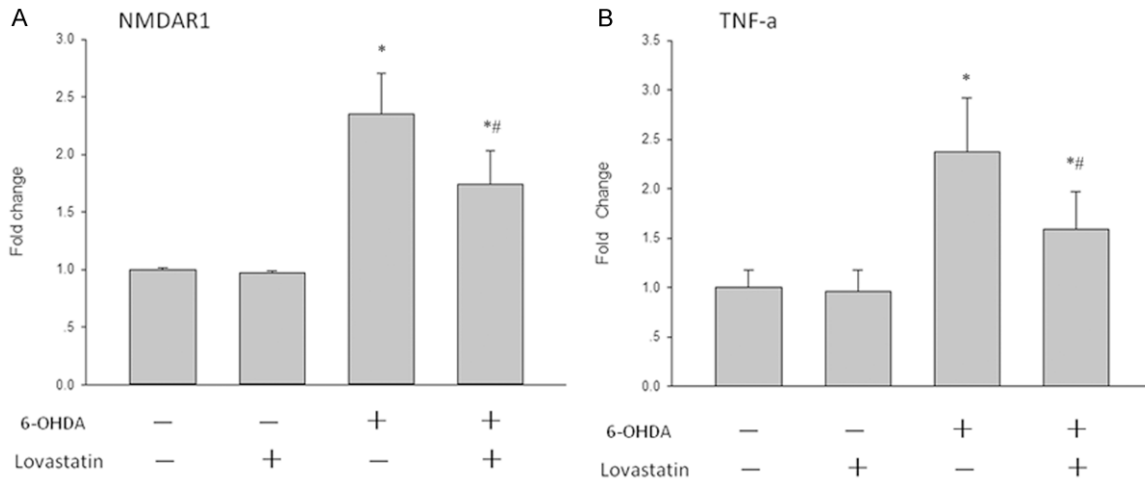 A
NMDAR1
3.0
2.5
2.0
1.5
1.0
.5
0.0
Fold change
*
*#
6-OHDA − − + +
Lovastatin − + − +
B
TNF-a
3.5
3.0
2.5
2.0
1.5
1.0
.5
0.0
Fold Change
*
*#
6-OHDA − − + +
Lovastatin − + − +